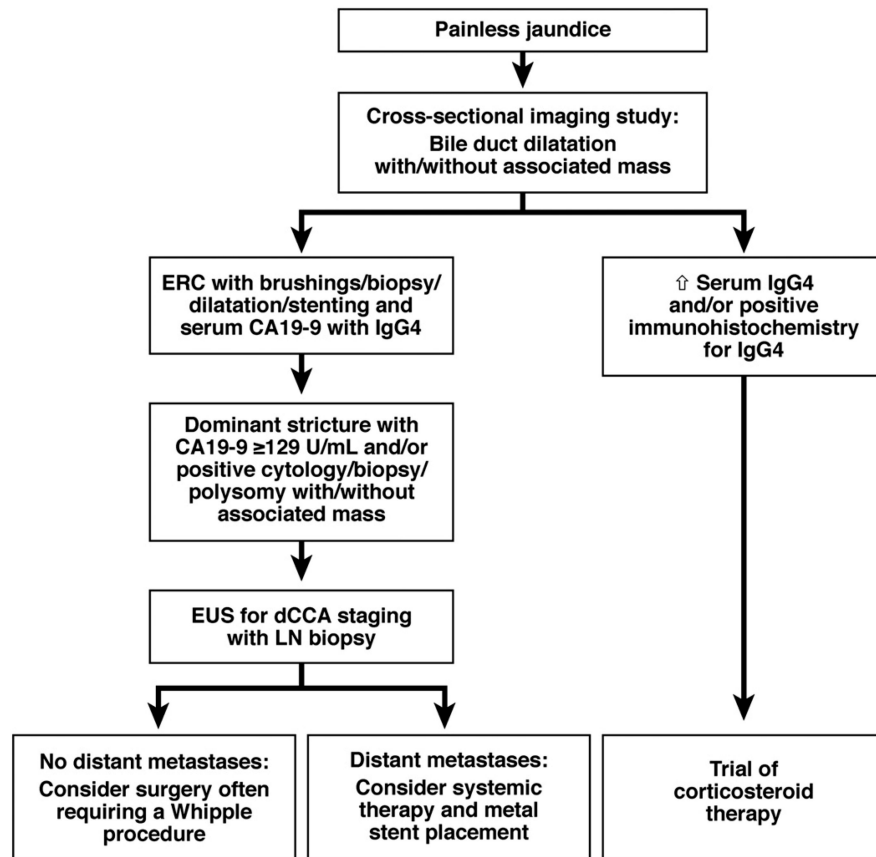 Painless jaundice
Cross-sectional imaging study:
Bile duct dilatation
with/without associated mass
ERC with brushings/biopsy/
dilatation/stenting and
serum CA19-9 with IgG4
⇧ Serum IgG4
and/or positive
immunohistochemistry
for IgG4
Dominant stricture with
CA19-9 ≥129 U/mL and/or
positive cytology/biopsy/
polysomy with/without
associated mass
EUS for dCCA staging
with LN biopsy
No distant metastases:
Consider surgery often
requiring a Whipple
procedure
Distant metastases:
Consider systemic
therapy and metal
stent placement
Trial of
corticosteroid
therapy